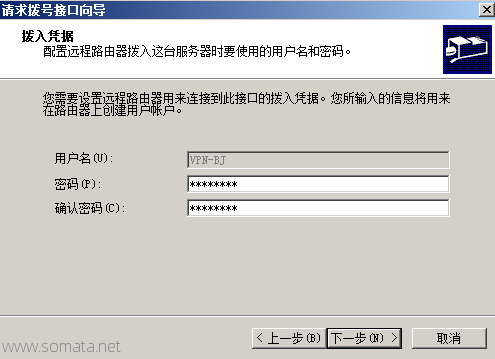 请求拨号接口向导
拨入凭据
配置远程路由器拨入这台服务器时要使用的用户名和密码。
您需要设置远程路由器用来连接到此接口的拨入凭据。您所输入的信息将用来
在路由器上创建用户帐户。
用户名(U): VPN-BJ
密码(P): ********
确认密码(C): ********
< 上一步(B) 下一步(N) > 取消
www.somata.net